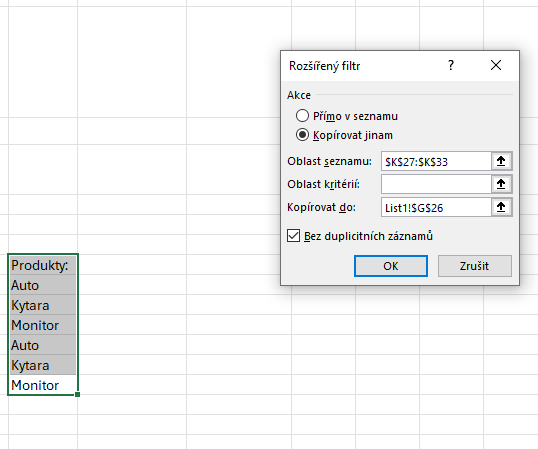 Rozšířený filtr
Akce
Přímo v seznamu
Kopírovat jinam
Oblast seznamu: $K$27:$K$33
Oblast kritérií:
Kopírovat do: List1!$G$26
Bez duplicitních záznamů
OK Zrušit
Produkty:
Auto
Kytara
Monitor
Auto
Kytara
Monitor